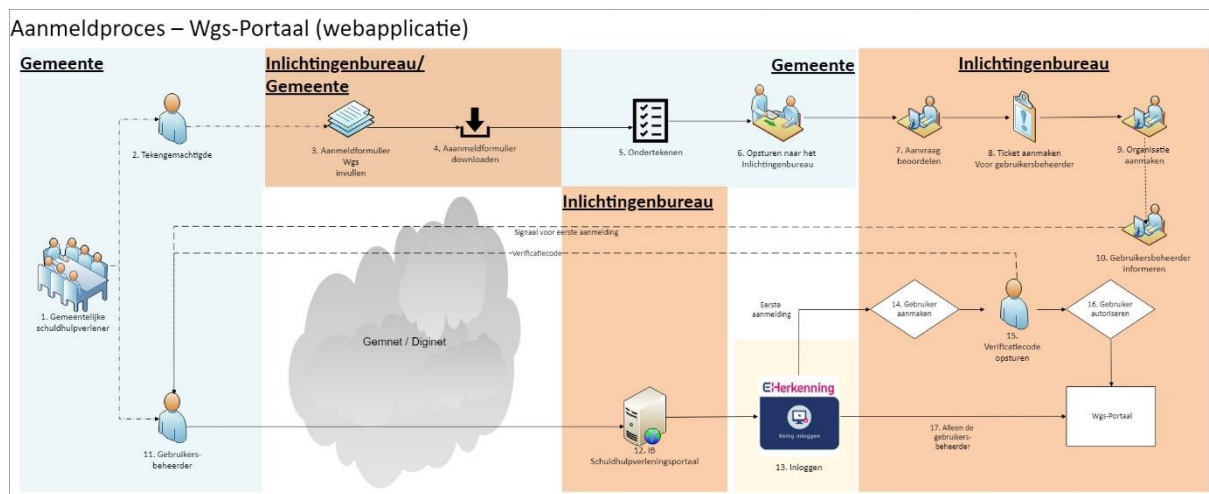 Aanmeldproces – Wgs-Portaal (webapplicatie)
Gemeente
Inlichtingenbureau/
Gemeente
Gemeente
Inlichtingenbureau
2. Tekengemachtigde
3. Aanmeldformulier
Wgs
invullen
4. Aaanmeldformulier
downloaden
5. Ondertekenen
6. Opsturen naar het
Inlichtingenbureau
7. Aanvraag
beoordelen
8. Ticket aanmaken
Voor gebruikersbeheerder
9. Organisatie
aanmaken
Inlichtingenbureau
Signaal voor eerste aanmelding
Verificatiecode
10. Gebruikersbeheerder
informeren
1. Gemeentelijke
schuldhulpverlener
Gemnet / Diginet
Eerste
aanmelding
14. Gebruiker
aanmaken
15.
Verificatiecode
opsturen
16. Gebruiker
autoriseren
11. Gebruikers-
beheerder
12. IB
Schuldhulpverleningsportaal
eHerkenning
Veilig inloggen
13. Inloggen
17. Alleen de
gebruikers-
beheerder
Wgs-Portaal